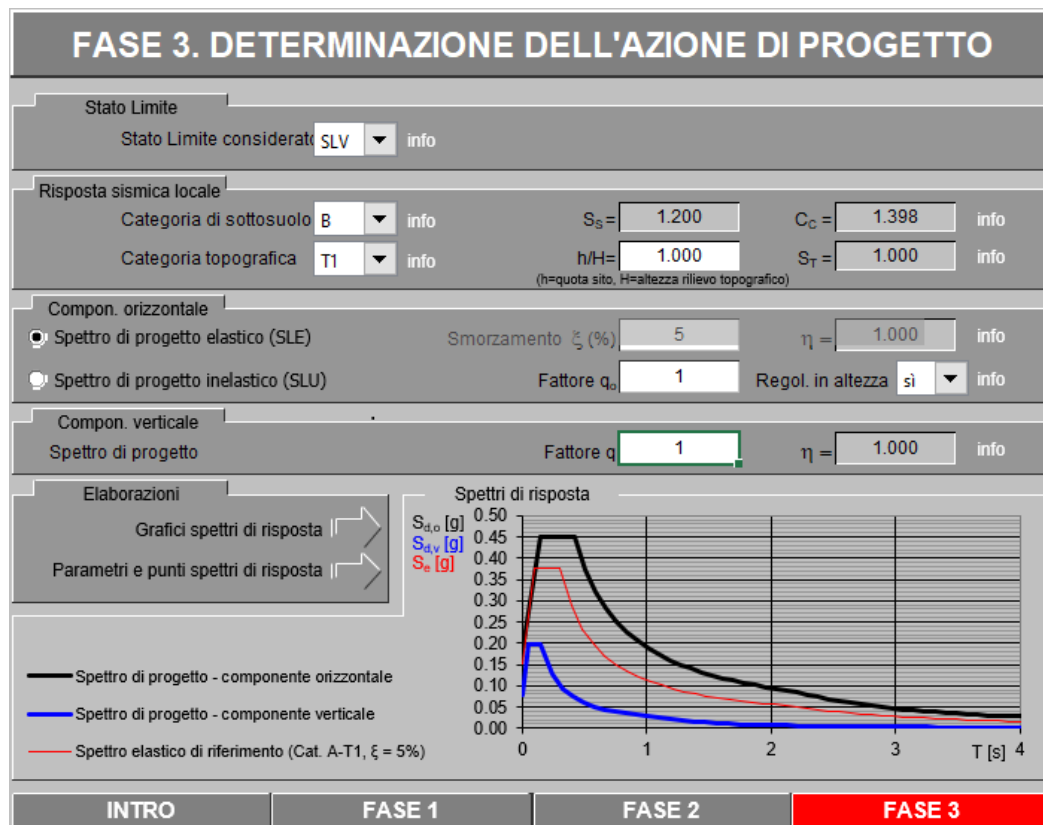 FASE 3. DETERMINAZIONE DELL'AZIONE DI PROGETTO
Stato Limite
Stato Limite considerato SLV info
Risposta sismica locale
Categoria di sottosuolo B info SS = 1.200 CC = 1.398 info
Categoria topografica T1 info h/H= 1.000 ST = 1.000 info
(h=quota sito, H=altezza rilievo topografico)
Compon. orizzontale
Spettro di progetto elastico (SLE) Smorzamento ξ (%) 5 η = 1.000 info
Spettro di progetto inelastico (SLU) Fattore qo 1 Regol. in altezza sì info
Compon. verticale
Spettro di progetto Fattore q 1 η = 1.000 info
Elaborazioni
Grafici spettri di risposta
Parametri e punti spettri di risposta
Spettri di risposta
Sd,o [g]
Sd,v [g]
Se [g]
0.50
0.45
0.40
0.35
0.30
0.25
0.20
0.15
0.10
0.05
0.00
0 1 2 3 T [s] 4
Spettro di progetto - componente orizzontale
Spettro di progetto - componente verticale
Spettro elastico di riferimento (Cat. A-T1, ξ = 5%)
INTRO FASE 1 FASE 2 FASE 3